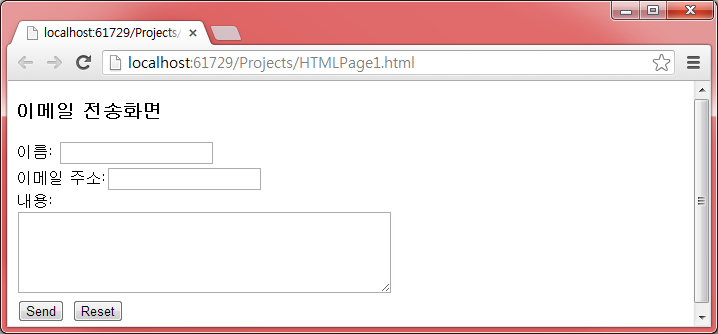 localhost:61729/Projects/
localhost:61729/Projects/HTMLPage1.html
이메일 전송화면
이름:
이메일 주소:
내용:
Send Reset